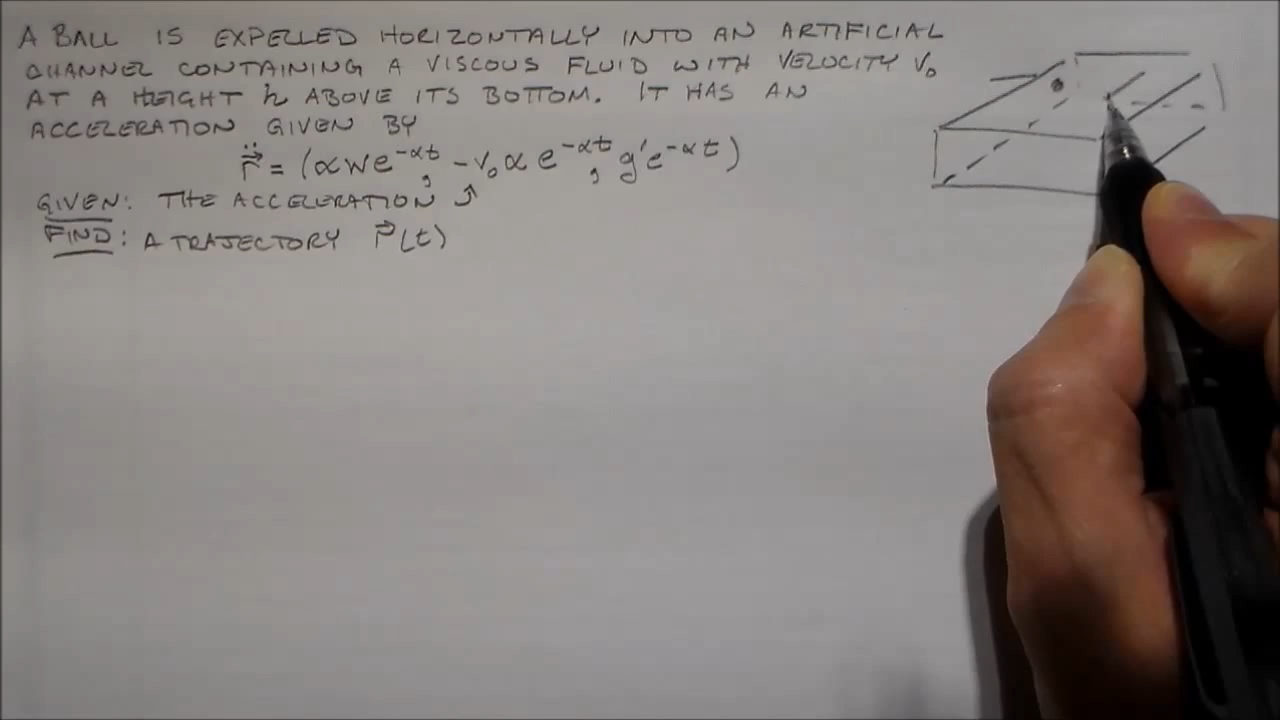 A BALL IS EXPELLED HORIZONTALLY INTO AN ARTIFICIAL
CHANNEL CONTAINING A VISCOUS FLUID WITH VELOCITY V₀
AT A HEIGHT h ABOVE ITS BOTTOM. IT HAS AN
ACCELERATION GIVEN BY
r⃗̈ = (αWe^{-αt}, -V₀αe^{-αt}, g'e^{-αt})
GIVEN: THE ACCELERATION
FIND: A TRAJECTORY r⃗(t)